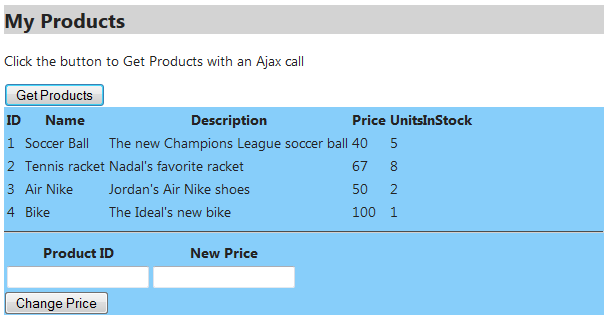 My Products
Click the button to Get Products with an Ajax call
Get Products
ID Name Description Price UnitsInStock
1 Soccer Ball The new Champions League soccer ball 40 5
2 Tennis racket Nadal's favorite racket 67 8
3 Air Nike Jordan's Air Nike shoes 50 2
4 Bike The Ideal's new bike 100 1
Product ID New Price
Change Price